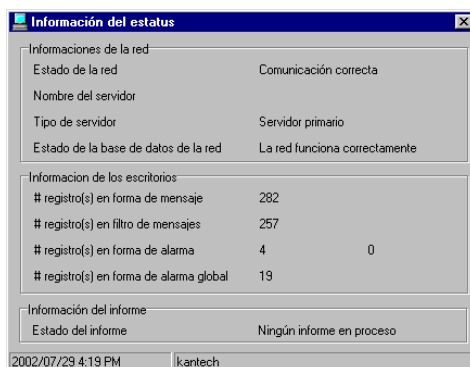 Información del estatus
Informaciones de la red
Estado de la red Comunicación correcta
Nombre del servidor
Tipo de servidor Servidor primario
Estado de la base de datos de la red La red funciona correctamente
Informacion de los escritorios
# registro(s) en forma de mensaje 282
# registro(s) en filtro de mensajes 257
# registro(s) en forma de alarma 4 0
# registro(s) en forma de alarma global 19
Información del informe
Estado del informe Ningún informe en proceso
2002/07/29 4:19 PM kantech